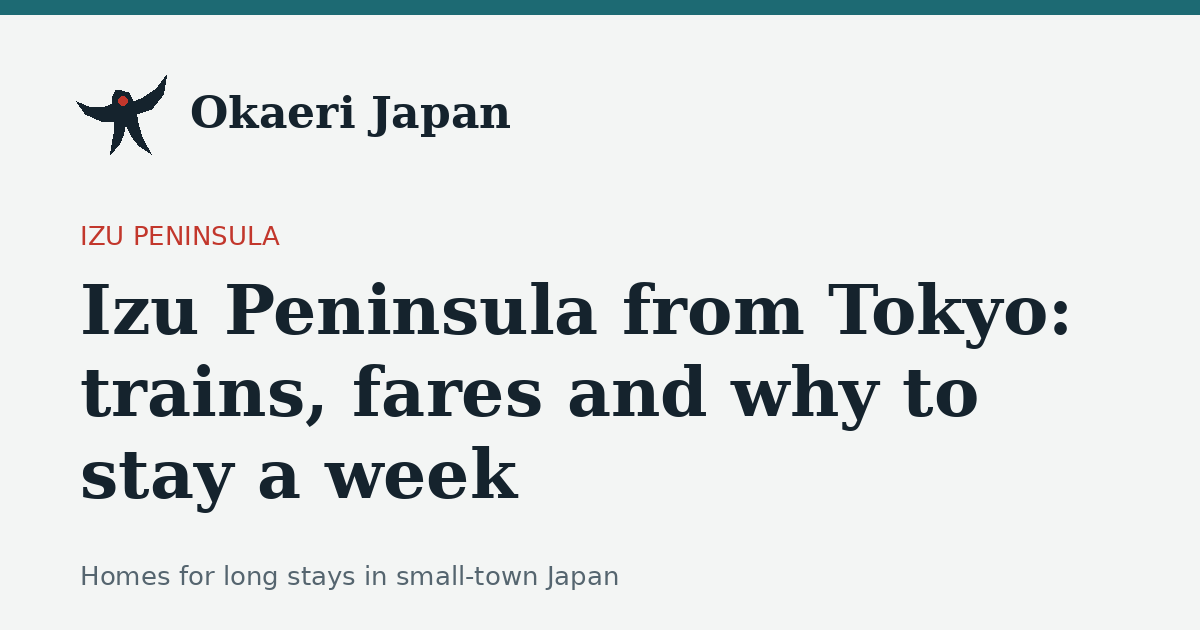 Okaeri Japan
IZU PENINSULA
Izu Peninsula from Tokyo:
trains, fares and why to
stay a week
Homes for long stays in small-town Japan